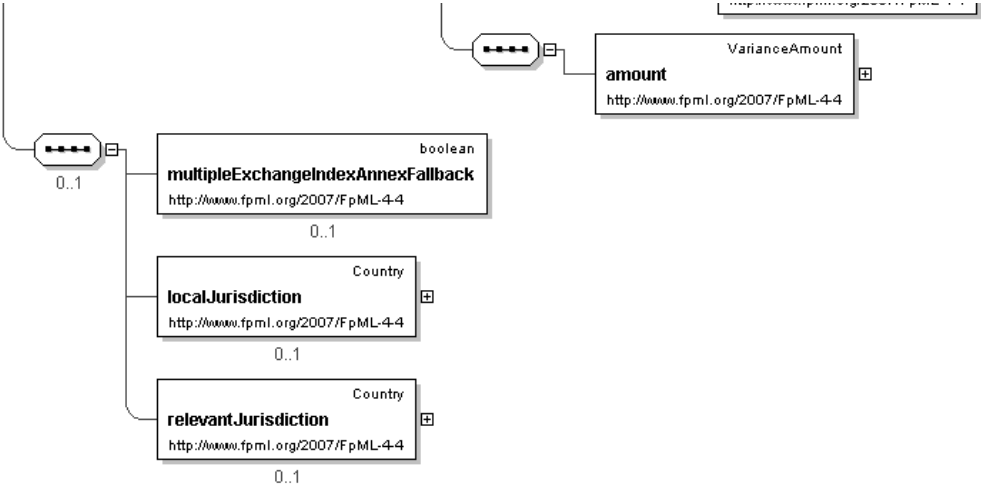 VarianceAmount
amount
http://www.fpml.org/2007/FpML-4-4
0..1
boolean
multipleExchangeIndexAnnexFallback
http://www.fpml.org/2007/FpML-4-4
0..1
Country
localJurisdiction
http://www.fpml.org/2007/FpML-4-4
0..1
Country
relevantJurisdiction
http://www.fpml.org/2007/FpML-4-4
0..1